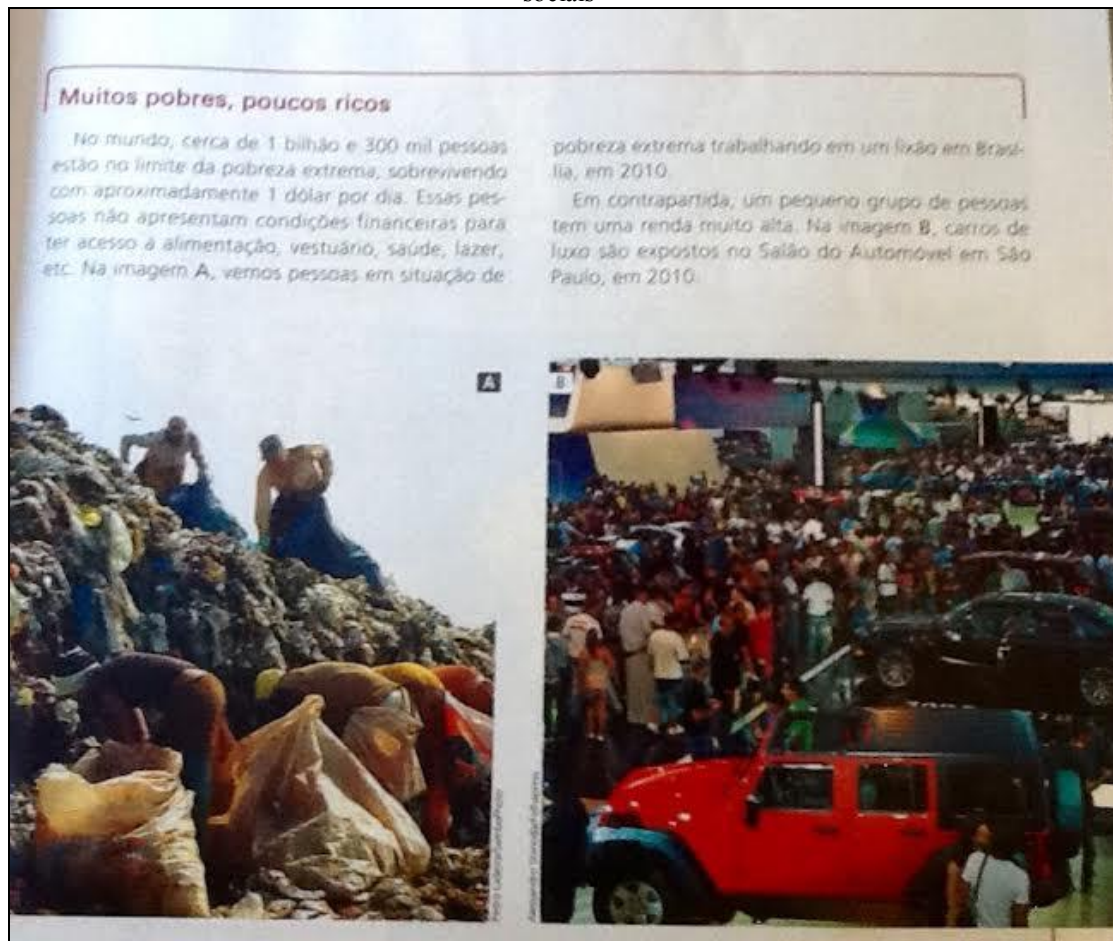 sociais
Muitos pobres, poucos ricos
No mundo, cerca de 1 bilhão e 300 mil pessoas
estão no limite da pobreza extrema, sobrevivendo
com aproximadamente 1 dólar por dia. Essas pes-
soas não apresentam condições financeiras para
ter acesso à alimentação, vestuário, saúde, lazer,
etc. Na imagem A, vemos pessoas em situação de
pobreza extrema trabalhando em um lixão em Brasí-
lia, em 2010.
Em contrapartida, um pequeno grupo de pessoas
tem uma renda muito alta. Na imagem B, carros de
luxo são expostos no Salão do Automóvel em São
Paulo, em 2010.
A
B